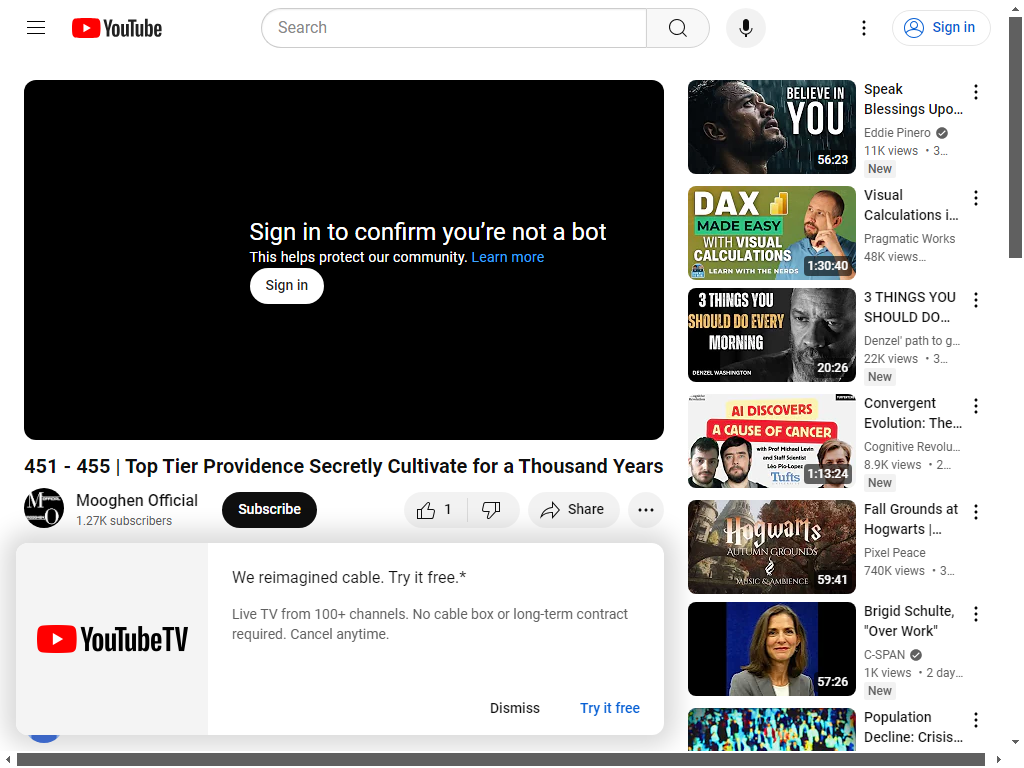 YouTube
Search
Sign in
Sign in to confirm you're not a bot
This helps protect our community. Learn more
Sign in
451 - 455 | Top Tier Providence Secretly Cultivate for a Thousand Years
Mooghen Official
1.27K subscribers
Subscribe
1
Share
We reimagined cable. Try it free.*
Live TV from 100+ channels. No cable box or long-term contract
required. Cancel anytime.
YouTubeTV
Dismiss
Try it free
BELIEVE IN
YOU
56:23
Speak
Blessings Upo...
Eddie Pinero
11K views • 3...
New
DAX
MADE EASY
WITH VISUAL
CALCULATIONS
LEARN WITH THE NERDS
1:30:40
Visual
Calculations i...
Pragmatic Works
48K views...
3 THINGS YOU
SHOULD DO EVERY
MORNING
DENZEL WASHINGTON
20:26
3 THINGS YOU
SHOULD DO...
Denzel' path to g...
22K views • 3...
New
AI DISCOVERS
A CAUSE OF CANCER
with Prof Michael Levin
and Staff Scientist
Léo Pio-Lopez
Tufts
1:13:24
Convergent
Evolution: The...
Cognitive Revolu...
8.9K views • 2...
New
Hogwarts
AUTUMN GROUNDS
MUSIC & AMBIENCE
59:41
Fall Grounds at
Hogwarts |...
Pixel Peace
740K views • 3...
57:26
Brigid Schulte,
"Over Work"
C-SPAN
1K views • 2 day...
New
Population
Decline: Crisis...